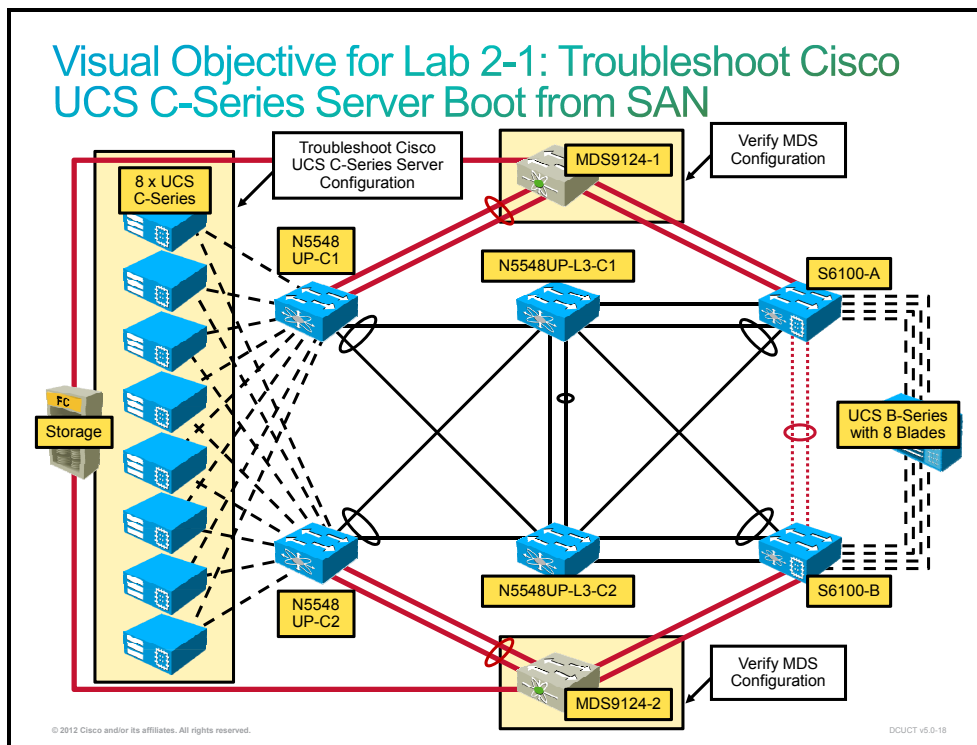 Visual Objective for Lab 2-1: Troubleshoot Cisco
UCS C-Series Server Boot from SAN
Troubleshoot Cisco
UCS C-Series Server
Configuration
MDS9124-1
Verify MDS
Configuration
8 x UCS
C-Series
N5548
UP-C1
N5548UP-L3-C1
S6100-A
FC
Storage
UCS B-Series
with 8 Blades
N5548
UP-C2
N5548UP-L3-C2
S6100-B
MDS9124-2
Verify MDS
Configuration
© 2012 Cisco and/or its affiliates. All rights reserved.
DCUCT v5.0-18